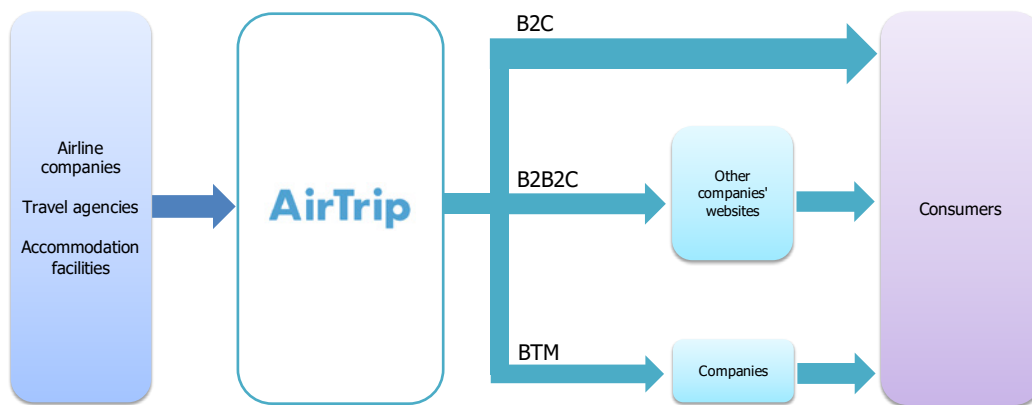 Airline
companies
Travel agencies
Accommodation
facilities
AirTrip
B2C
B2B2C
BTM
Other
companies'
websites
Companies
Consumers